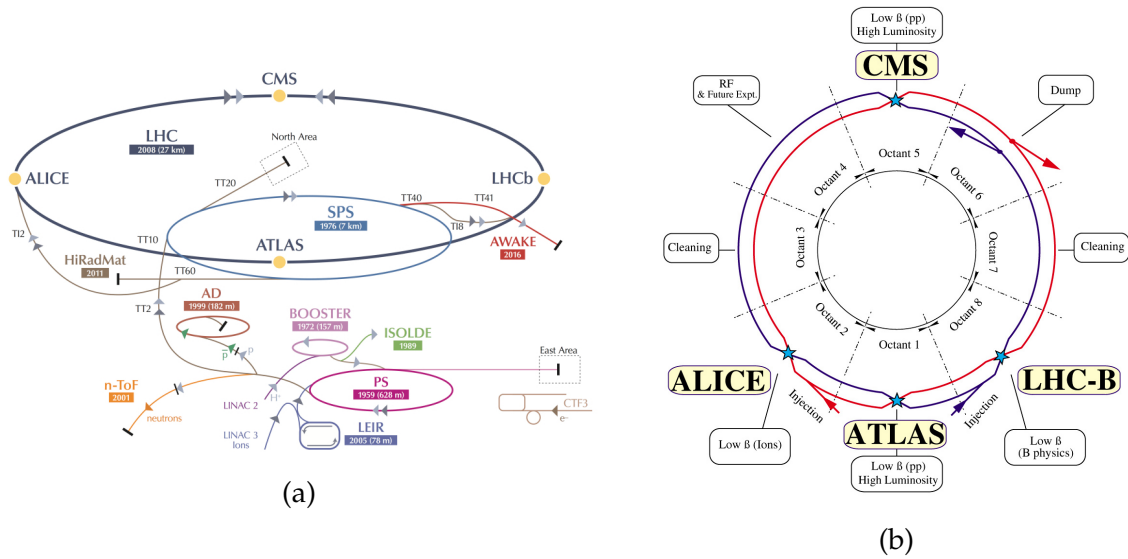 CMS
LHC
2008 (27 km)
North Area
ALICE
TT20
LHCb
TT40
TT41
SPS
1976 (7 km)
TI2
TT10
TI8
ATLAS
AWAKE
2016
HiRadMat
2011
TT60
AD
1999 (182 m)
TT2
BOOSTER
1972 (157 m)
ISOLDE
1989
p
p̅
East Area
n-ToF
2001
PS
1959 (628 m)
H⁺
LINAC 2
neutrons
CTF3
e⁻
LINAC 3
Ions
LEIR
2005 (78 m)
(a)
Low ß (pp)
High Luminosity
CMS
RF
& Future Expt.
Dump
Octant 5
Octant 4
Octant 6
Cleaning
Octant 3
Octant 7
Cleaning
Octant 2
Octant 8
Octant 1
ALICE
LHC-B
Injection
Injection
ATLAS
Low ß (Ions)
Low ß
(B physics)
Low ß (pp)
High Luminosity
(b)